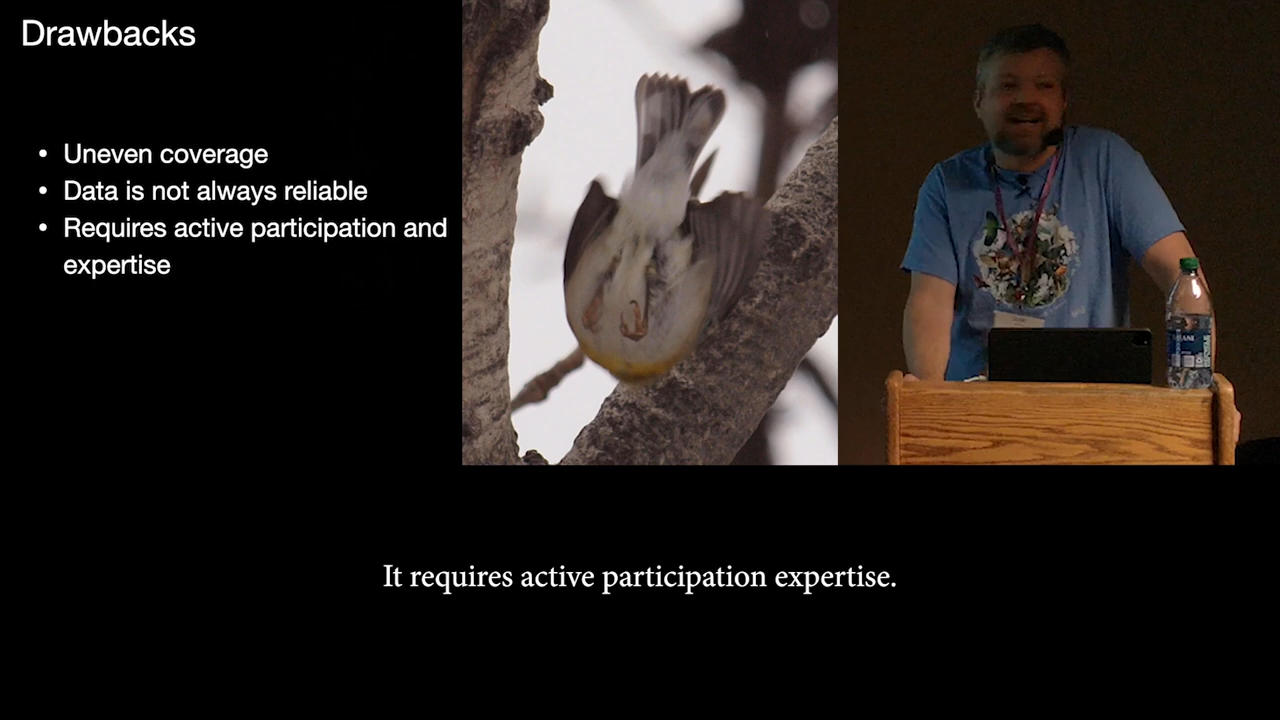 Drawbacks
• Uneven coverage
• Data is not always reliable
• Requires active participation and
expertise
It requires active participation expertise.